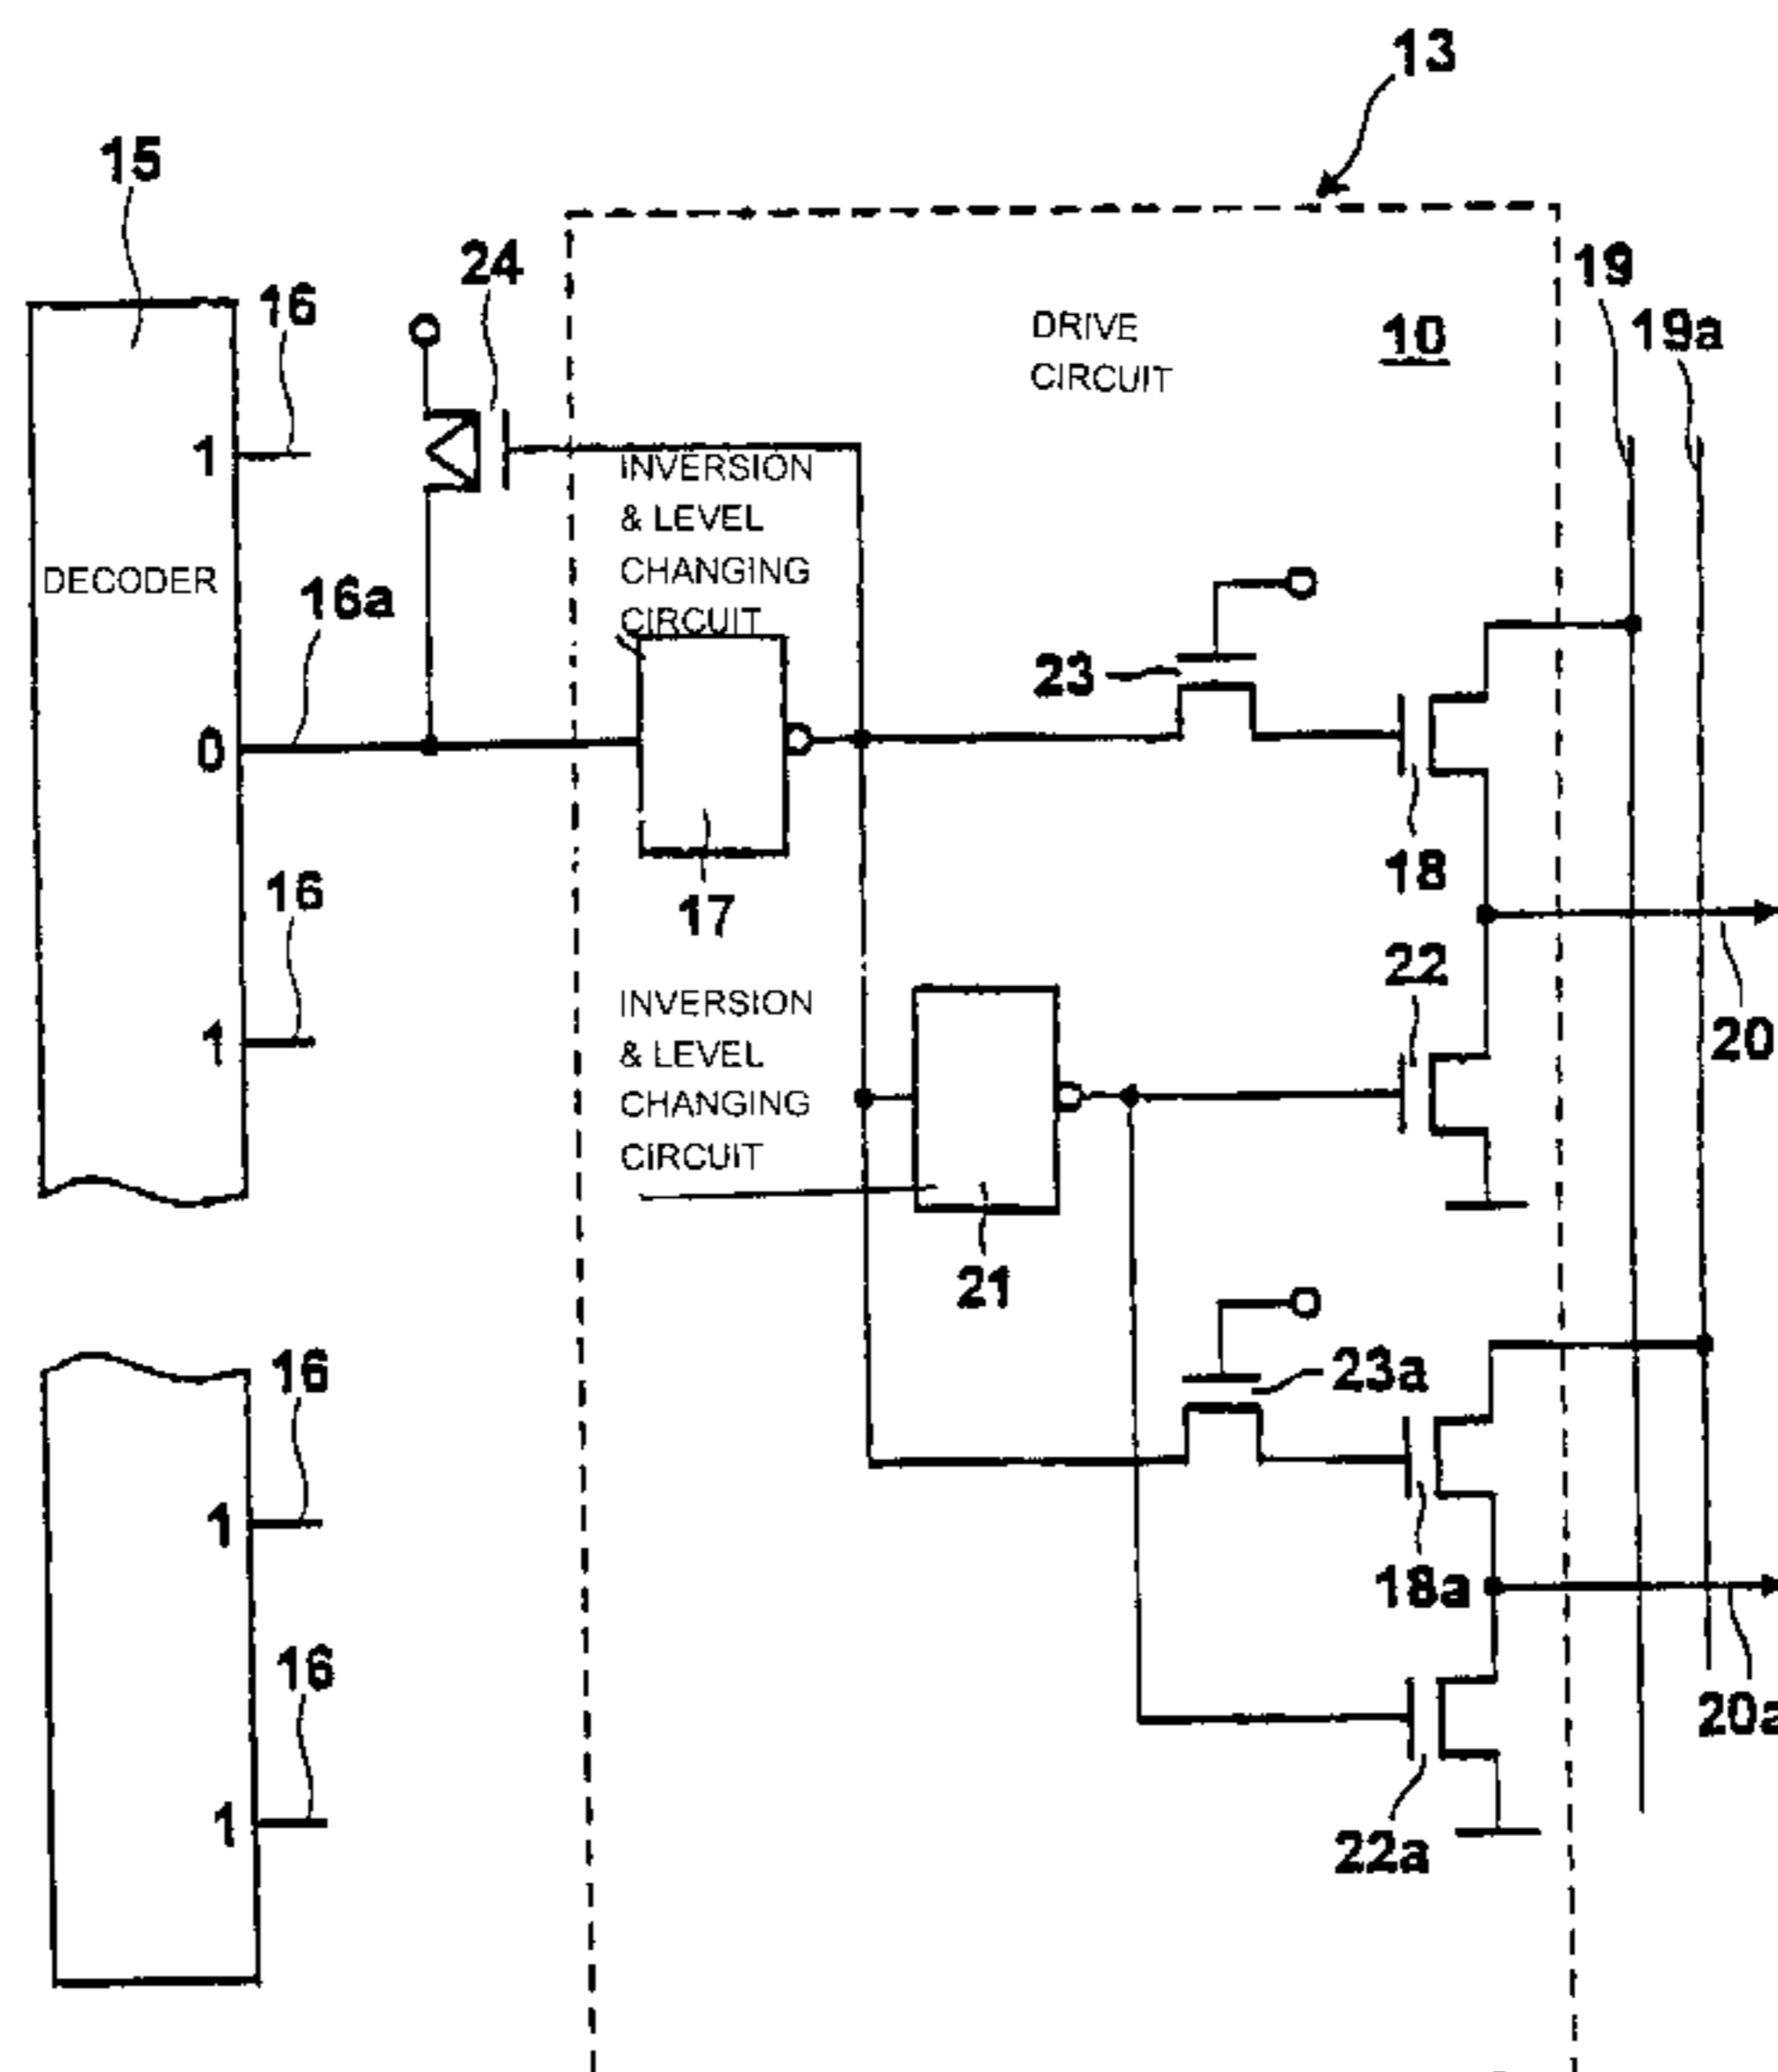 13
15
24
19
16
DRIVE
CIRCUIT
10
19a
1
INVERSION
& LEVEL
CHANGING
CIRCUIT
DECODER
16a
23
0
18
16
17
22
INVERSION
& LEVEL
CHANGING
CIRCUIT
1
20
21
16
23a
1
18a
16
20a
1
22a